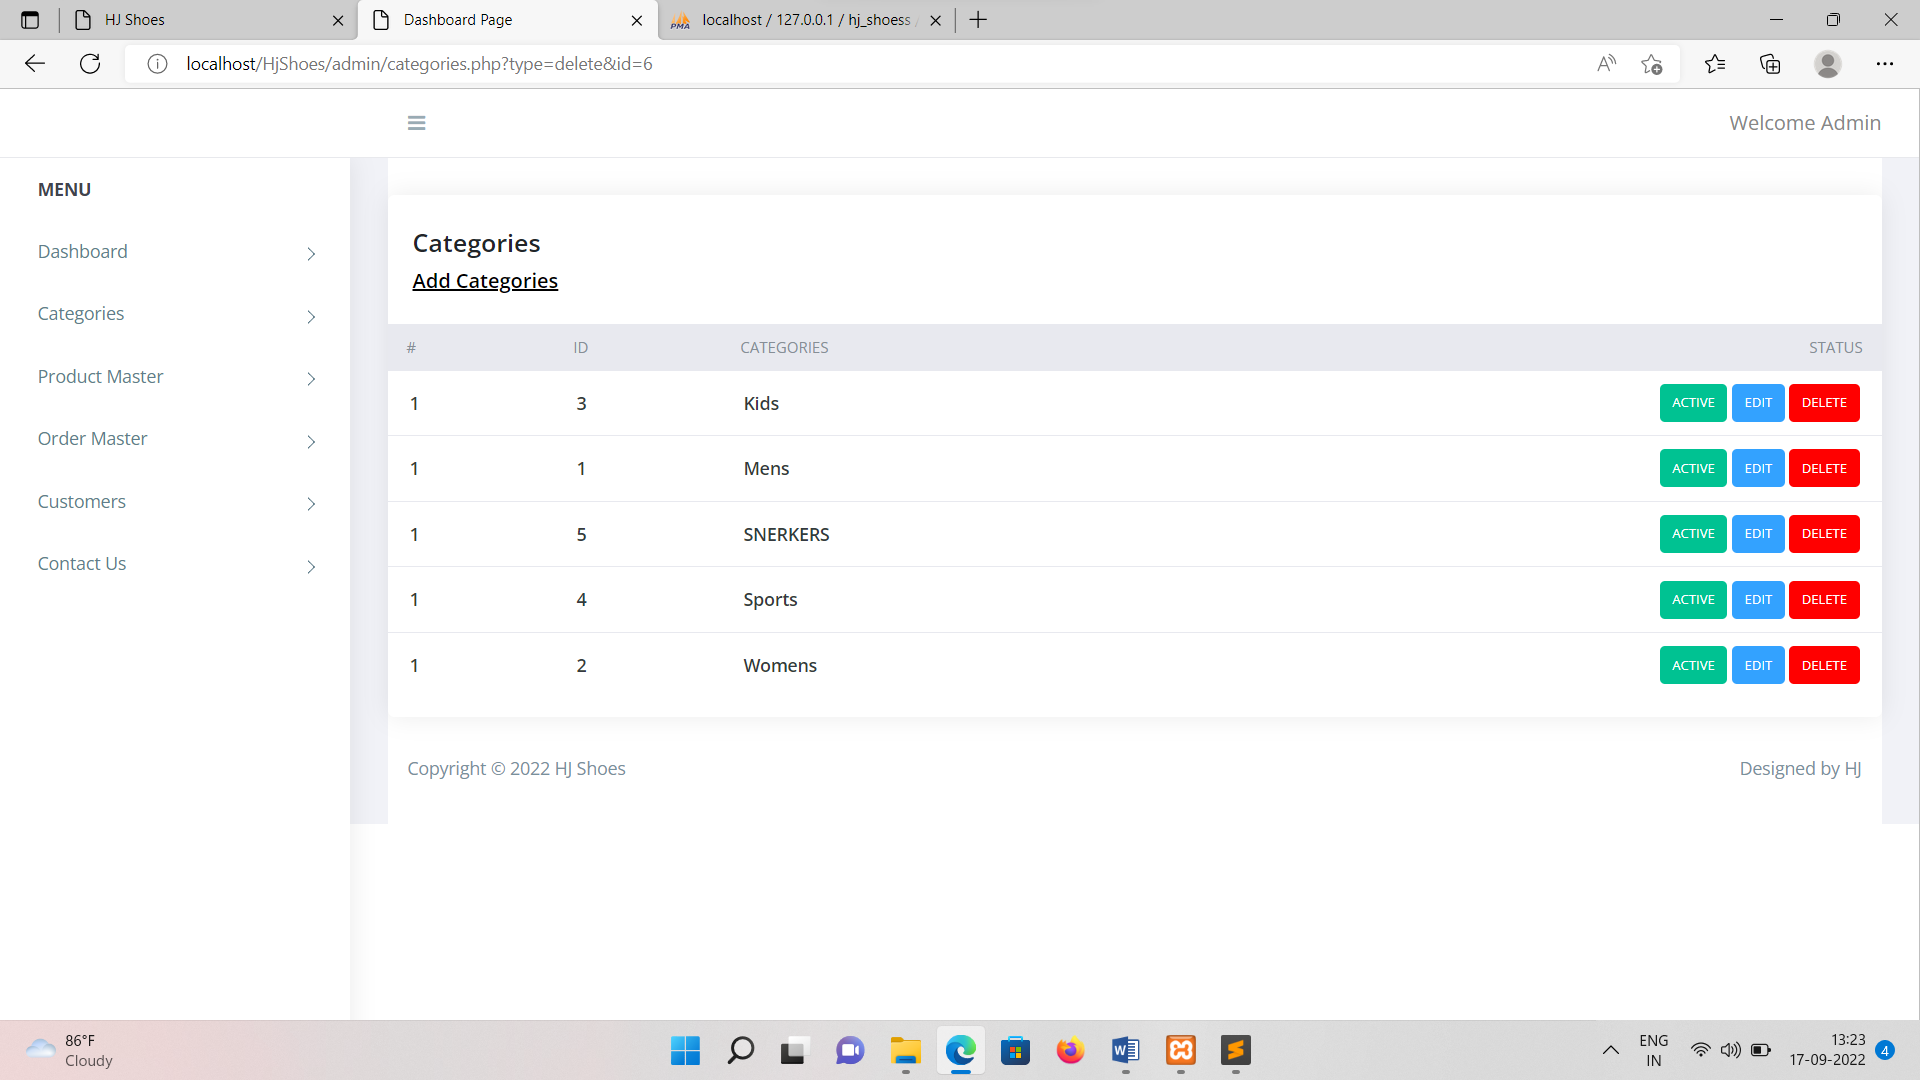 HJ Shoes
Dashboard Page
PMA localhost / 127.0.0.1 / hj_shoess /
localhost/HjShoes/admin/categories.php?type=delete&id=6
Welcome Admin
MENU
Dashboard
Categories
Product Master
Order Master
Customers
Contact Us
Categories
Add Categories
# ID CATEGORIES STATUS
1 3 Kids ACTIVE EDIT DELETE
1 1 Mens ACTIVE EDIT DELETE
1 5 SNERKERS ACTIVE EDIT DELETE
1 4 Sports ACTIVE EDIT DELETE
1 2 Womens ACTIVE EDIT DELETE
Copyright © 2022 HJ Shoes Designed by HJ
86°F
Cloudy
ENG
IN
13:23
17-09-2022
4